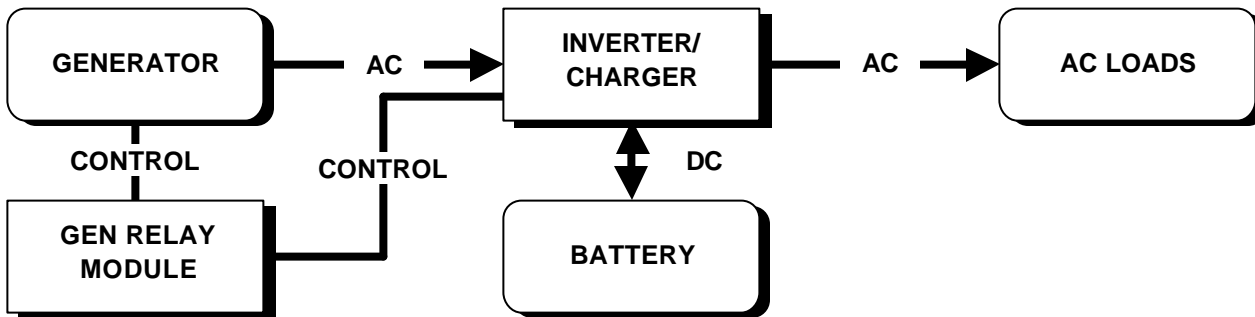 GENERATOR
AC
INVERTER/
CHARGER
AC
AC LOADS
CONTROL
CONTROL
DC
GEN RELAY
MODULE
BATTERY